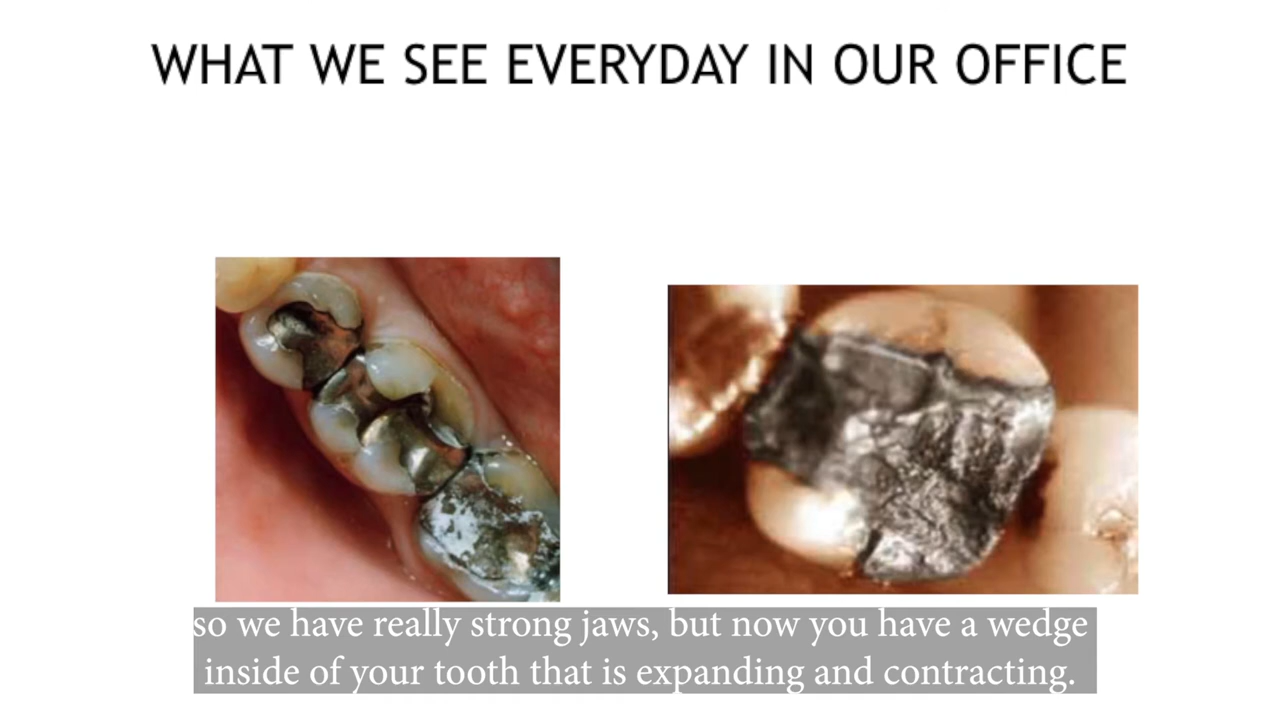 WHAT WE SEE EVERYDAY IN OUR OFFICE
so we have really strong jaws, but now you have a wedge
inside of your tooth that is expanding and contracting.